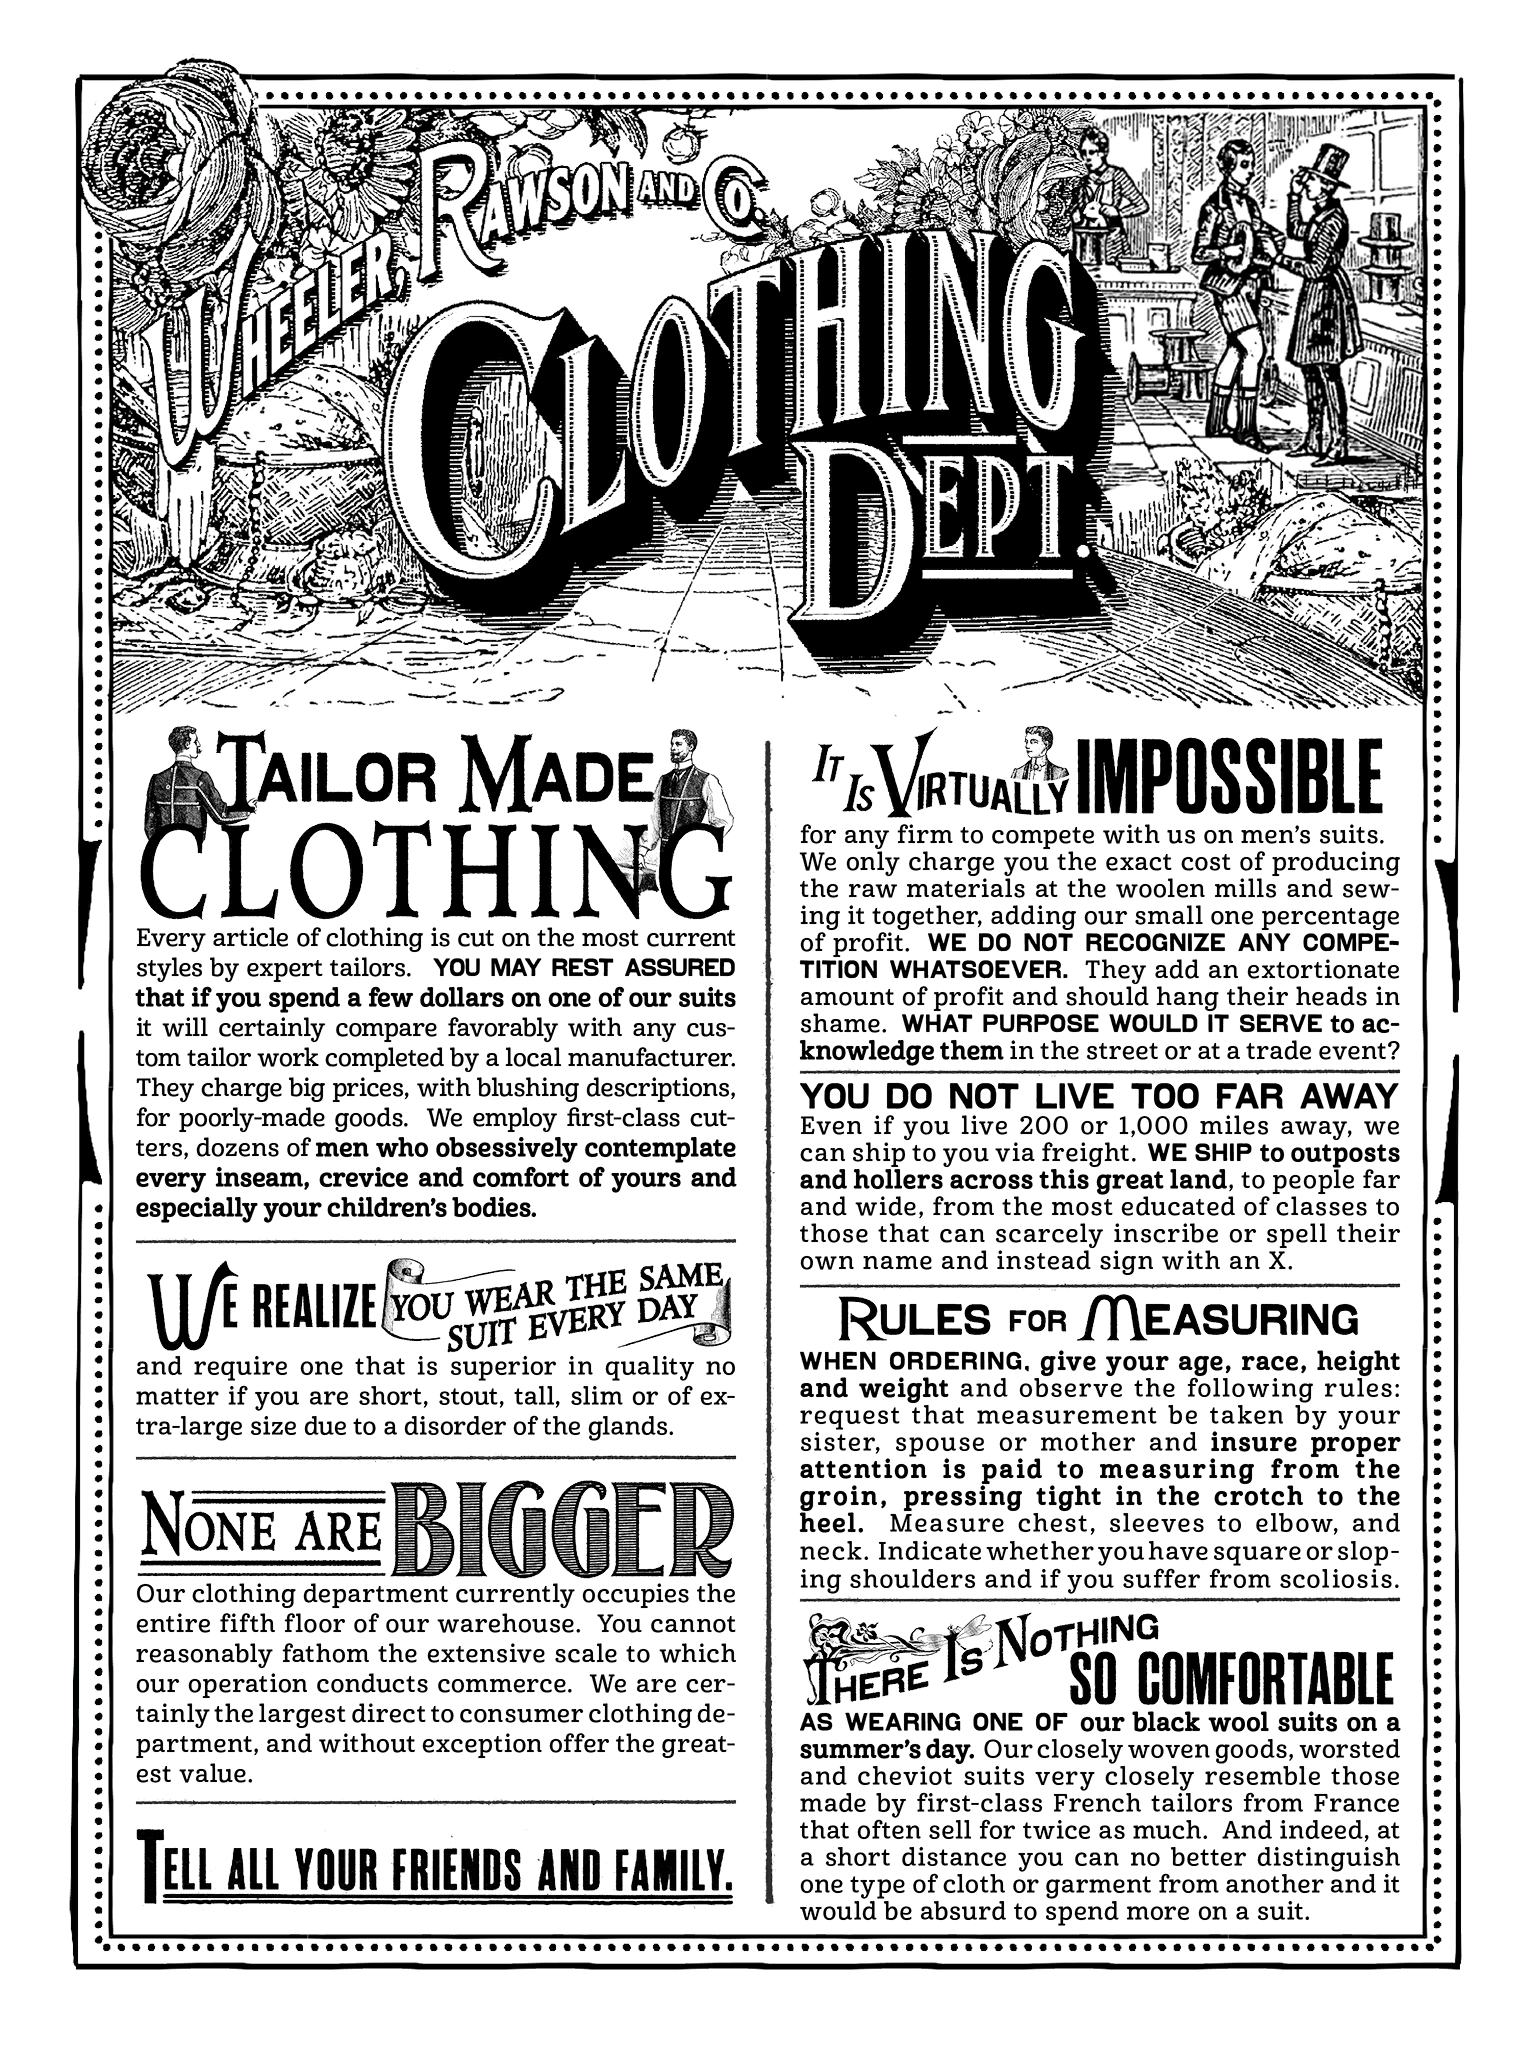 WHEELER, RAWSON AND CO.
CLOTHING
DEPT.
TAILOR MADE
CLOTHING
Every article of clothing is cut on the most current
styles by expert tailors. YOU MAY REST ASSURED
that if you spend a few dollars on one of our suits
it will certainly compare favorably with any cus-
tom tailor work completed by a local manufacturer.
They charge big prices, with blushing descriptions,
for poorly-made goods. We employ first-class cut-
ters, dozens of men who obsessively contemplate
every inseam, crevice and comfort of yours and
especially your children's bodies.
WE REALIZE YOU WEAR THE SAME
SUIT EVERY DAY
and require one that is superior in quality no
matter if you are short, stout, tall, slim or of ex-
tra-large size due to a disorder of the glands.
NONE ARE BIGGER
Our clothing department currently occupies the
entire fifth floor of our warehouse. You cannot
reasonably fathom the extensive scale to which
our operation conducts commerce. We are cer-
tainly the largest direct to consumer clothing de-
partment, and without exception offer the great-
est value.
TELL ALL YOUR FRIENDS AND FAMILY.
IT IS VIRTUALLY IMPOSSIBLE
for any firm to compete with us on men's suits.
We only charge you the exact cost of producing
the raw materials at the woolen mills and sew-
ing it together, adding our small one percentage
of profit. WE DO NOT RECOGNIZE ANY COMPE-
TITION WHATSOEVER. They add an extortionate
amount of profit and should hang their heads in
shame. WHAT PURPOSE WOULD IT SERVE to ac-
knowledge them in the street or at a trade event?
YOU DO NOT LIVE TOO FAR AWAY
Even if you live 200 or 1,000 miles away, we
can ship to you via freight. WE SHIP to outposts
and hollers across this great land, to people far
and wide, from the most educated of classes to
those that can scarcely inscribe or spell their
own name and instead sign with an X.
RULES FOR MEASURING
WHEN ORDERING, give your age, race, height
and weight and observe the following rules:
request that measurement be taken by your
sister, spouse or mother and insure proper
attention is paid to measuring from the
groin, pressing tight in the crotch to the
heel. Measure chest, sleeves to elbow, and
neck. Indicate whether you have square or slop-
ing shoulders and if you suffer from scoliosis.
THERE IS NOTHING
SO COMFORTABLE
AS WEARING ONE OF our black wool suits on a
summer's day. Our closely woven goods, worsted
and cheviot suits very closely resemble those
made by first-class French tailors from France
that often sell for twice as much. And indeed, at
a short distance you can no better distinguish
one type of cloth or garment from another and it
would be absurd to spend more on a suit.